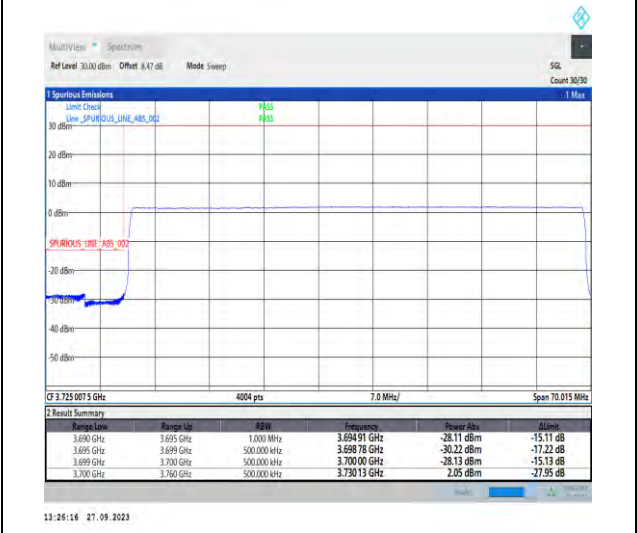 MultiView Spectrum
Ref Level 30.00 dBm Offset 8.47 dB Mode Sweep SGL
Count 30/30
1 Spurious Emissions 1 Max
Limit Check PASS
Line _SPURIOUS_LINE_ABS_002 PASS
30 dBm
20 dBm
10 dBm
0 dBm
SPURIOUS_LINE_ABS_002
-20 dBm
-30 dBm
-40 dBm
-50 dBm
CF 3.725 007 5 GHz 4004 pts 7.0 MHz/ Span 70.015 MHz
2 Result Summary
Range Low Range Up RBW Frequency Power Abs ΔLimit
3.690 GHz 3.695 GHz 1.000 MHz 3.694 91 GHz -28.11 dBm -15.11 dB
3.695 GHz 3.699 GHz 500.000 kHz 3.698 78 GHz -30.22 dBm -17.22 dB
3.699 GHz 3.700 GHz 500.000 kHz 3.700 00 GHz -28.13 dBm -15.13 dB
3.700 GHz 3.760 GHz 500.000 kHz 3.730 13 GHz 2.05 dBm -27.95 dB
13:26:16 27.09.2023